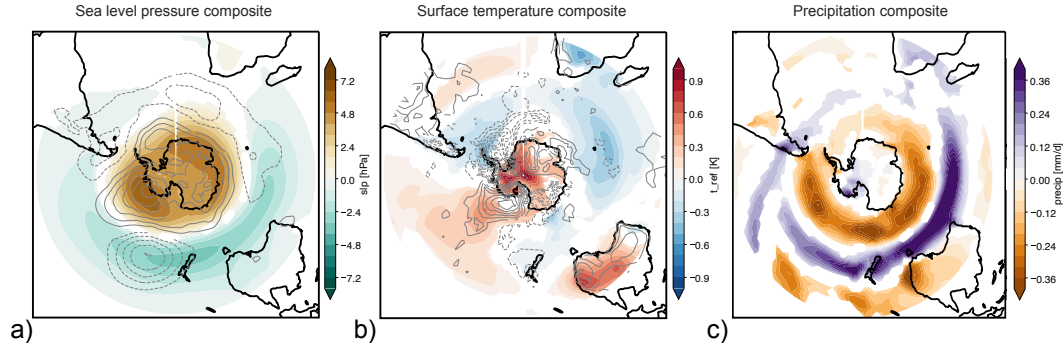 Sea level pressure composite
7.2
4.8
2.4
0.0
−2.4
−4.8
−7.2
slp [hPa]
a)
Surface temperature composite
0.9
0.6
0.3
0.0
−0.3
−0.6
−0.9
t_ref [K]
b)
Precipitation composite
0.36
0.24
0.12
0.00
−0.12
−0.24
−0.36
precip [mm/d]
c)